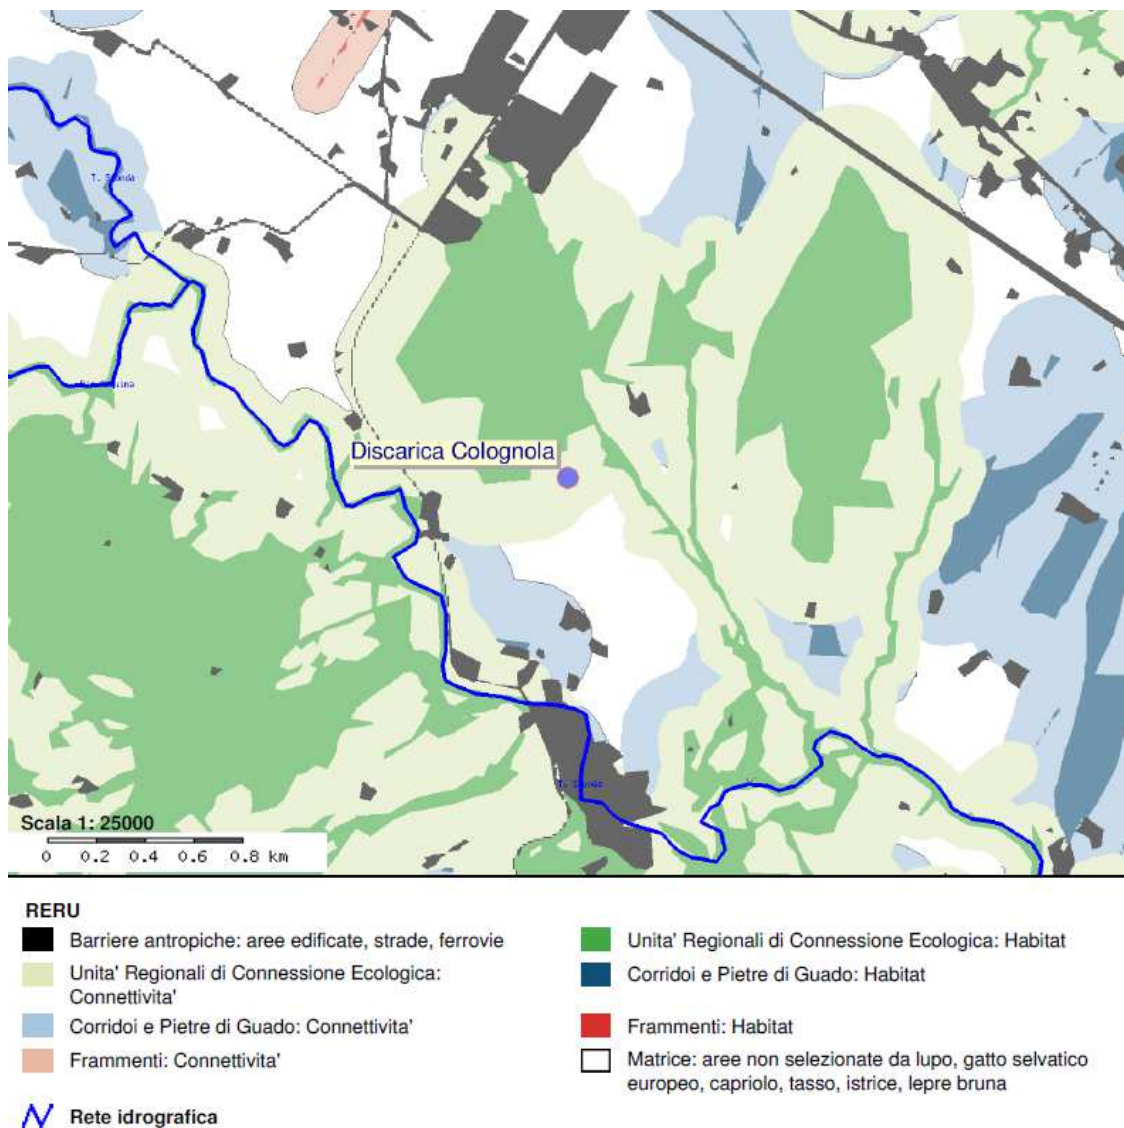 T. Sionda
Discarica Colognola
T. Sionda
Scala 1: 25000
0 0.2 0.4 0.6 0.8 km
RERU
Barriere antropiche: aree edificate, strade, ferrovie
Unita' Regionali di Connessione Ecologica:
Connettivita'
Corridoi e Pietre di Guado: Connettivita'
Frammenti: Connettivita'
Rete idrografica
Unita' Regionali di Connessione Ecologica: Habitat
Corridoi e Pietre di Guado: Habitat
Frammenti: Habitat
Matrice: aree non selezionate da lupo, gatto selvatico
europeo, capriolo, tasso, istrice, lepre bruna